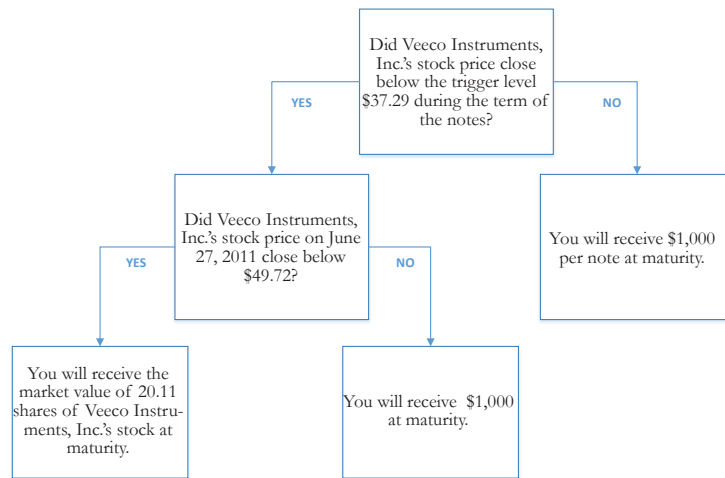 Did Veeco Instruments,
Inc.'s stock price close
below the trigger level
$37.29 during the term of
the notes?
YES
NO
Did Veeco Instruments,
Inc.'s stock price on June
27, 2011 close below
$49.72?
You will receive $1,000
per note at maturity.
YES
NO
You will receive the
market value of 20.11
shares of Veeco Instru-
ments, Inc.'s stock at
maturity.
You will receive $1,000
at maturity.